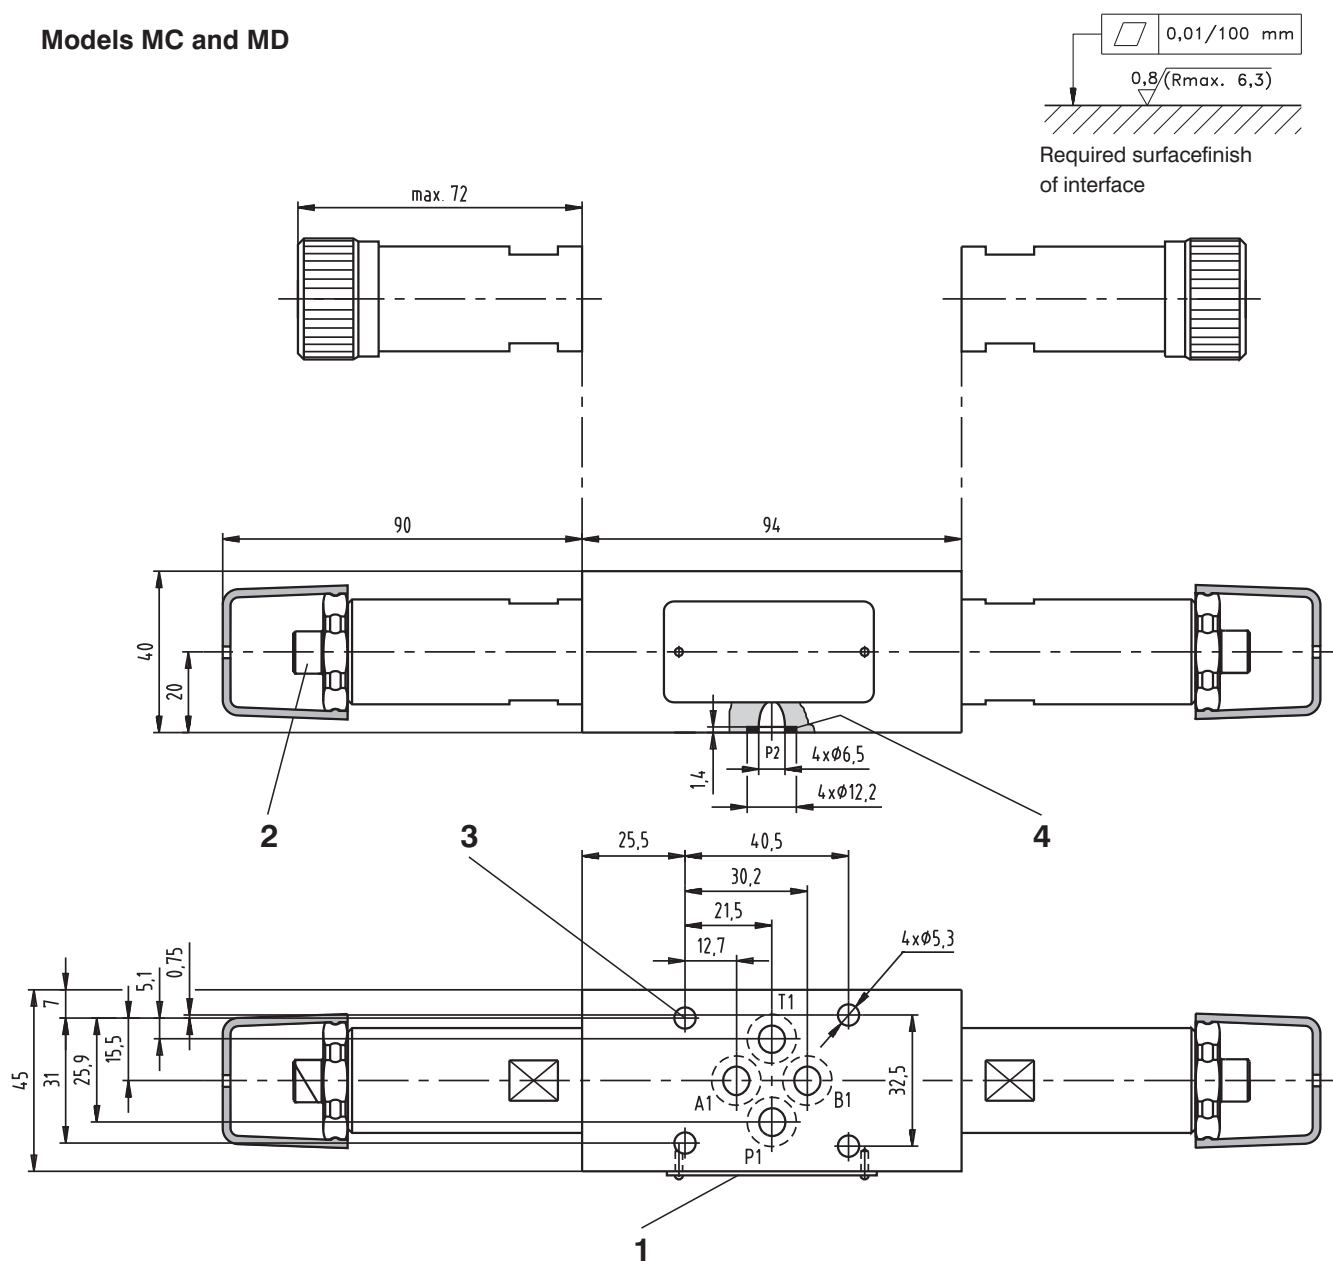 Models MC and MD
0,01/100 mm
0,8
(Rmax. 6,3)
Required surfacefinish
of interface
max. 72
90
94
40
20
1,4
P2
4xØ6,5
4xØ12,2
2
3
4
25,5
40,5
30,2
21,5
12,7
4xØ5,3
0,75
5,1
7
15,5
25,9
31
45
32,5
T1
A1
B1
P1
1